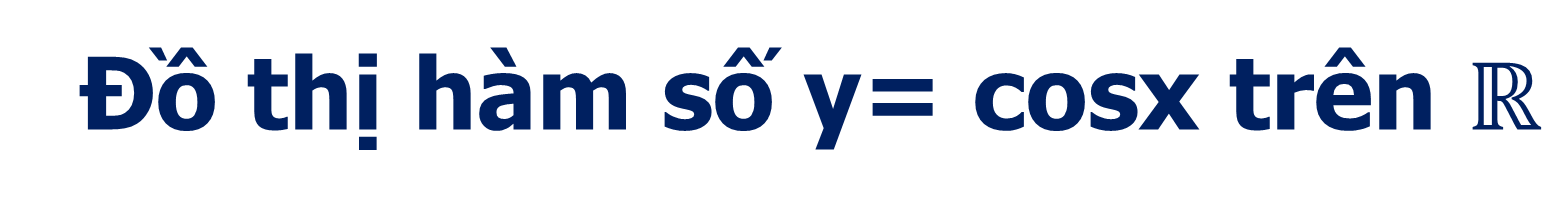 Đồ thị hàm số y= cosx trên ℝ